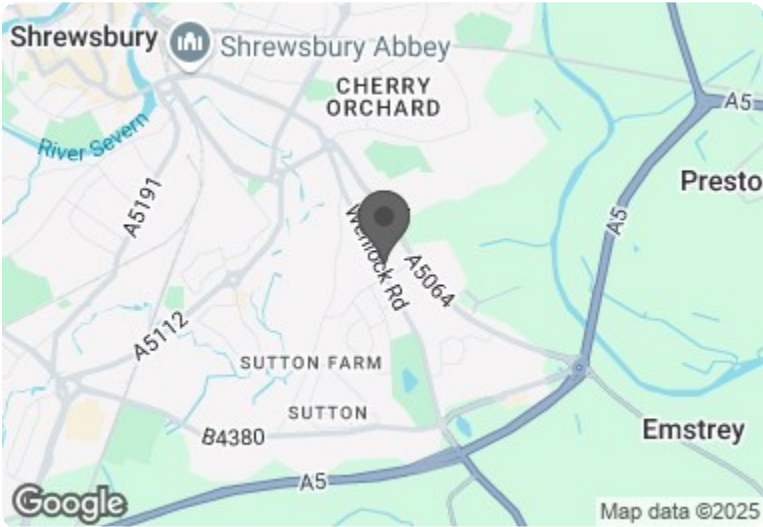 Shrewsbury
Shrewsbury Abbey
CHERRY
ORCHARD
A5
River Severn
Presto
A5191
A5
Wenlock Rd
A5064
A5112
SUTTON FARM
SUTTON
B4380
Emstrey
A5
Google
Map data ©2025